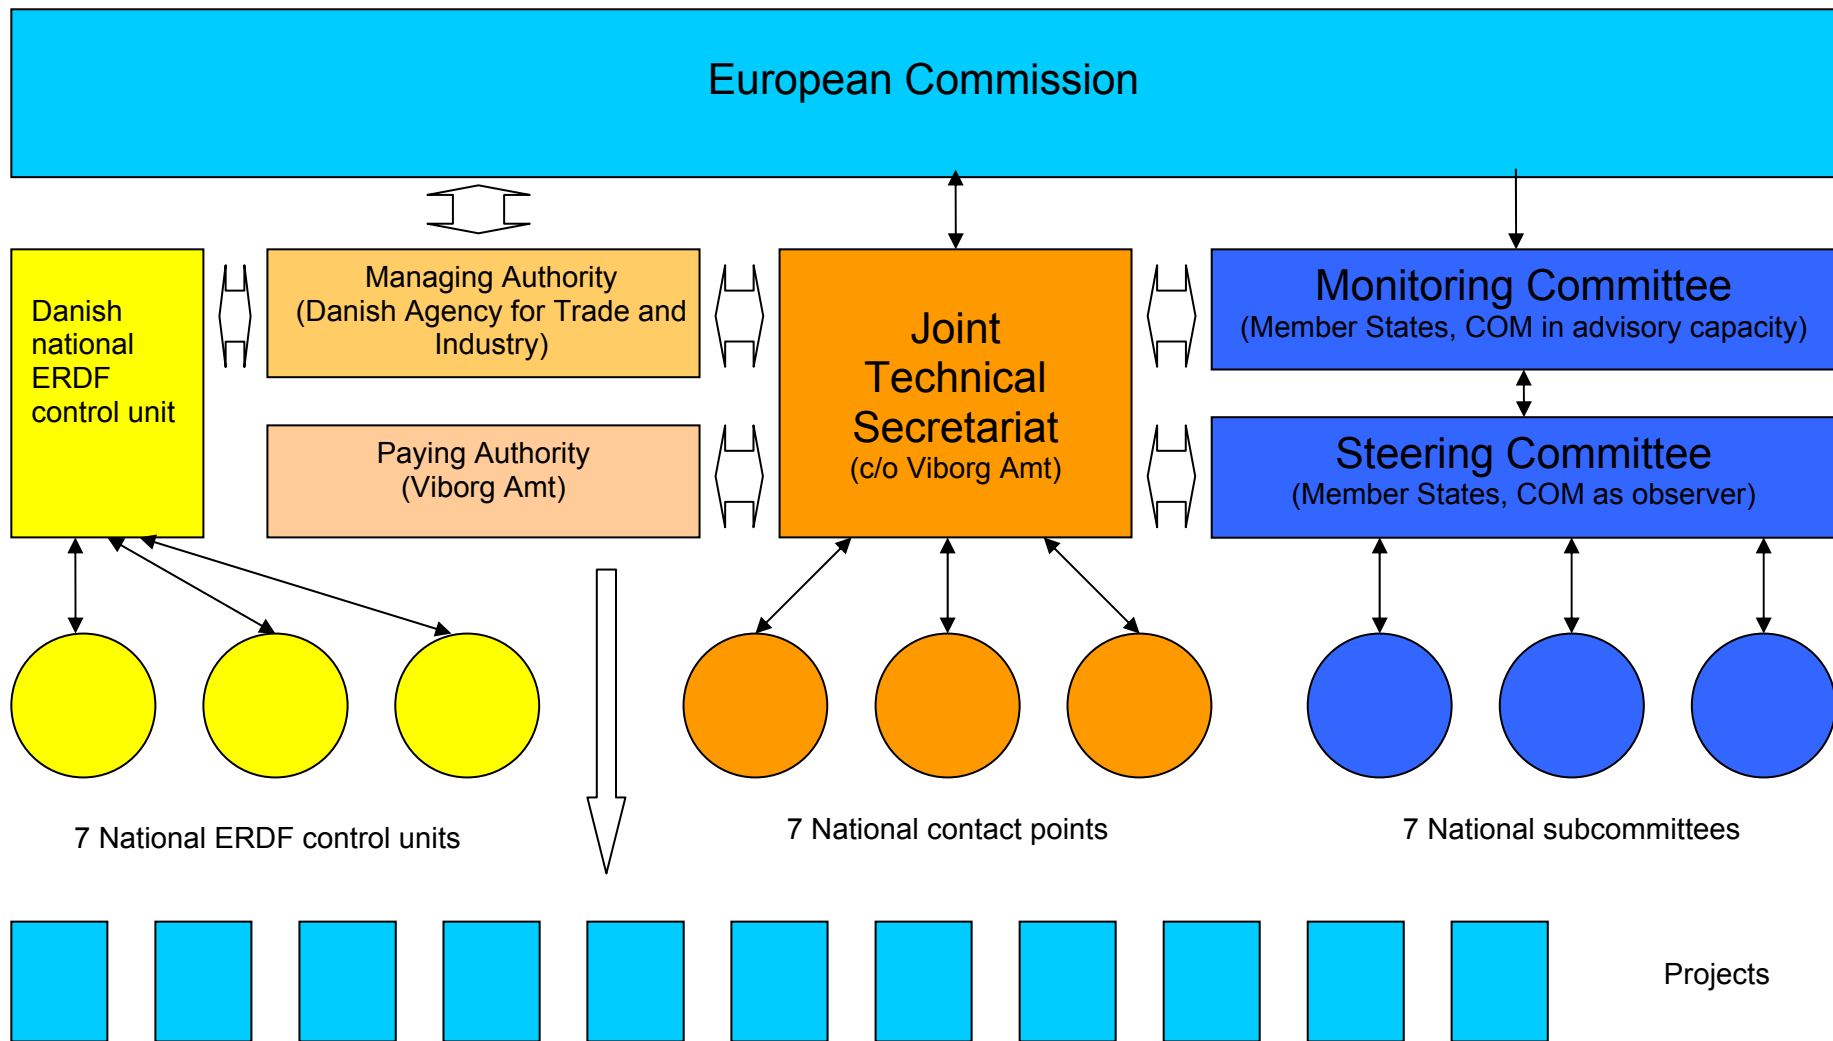 European Commission
Danish
national
ERDF
control unit
Managing Authority
(Danish Agency for Trade and
Industry)
Paying Authority
(Viborg Amt)
Joint
Technical
Secretariat
(c/o Viborg Amt)
Monitoring Committee
(Member States, COM in advisory capacity)
Steering Committee
(Member States, COM as observer)
7 National ERDF control units
7 National contact points
7 National subcommittees
Projects